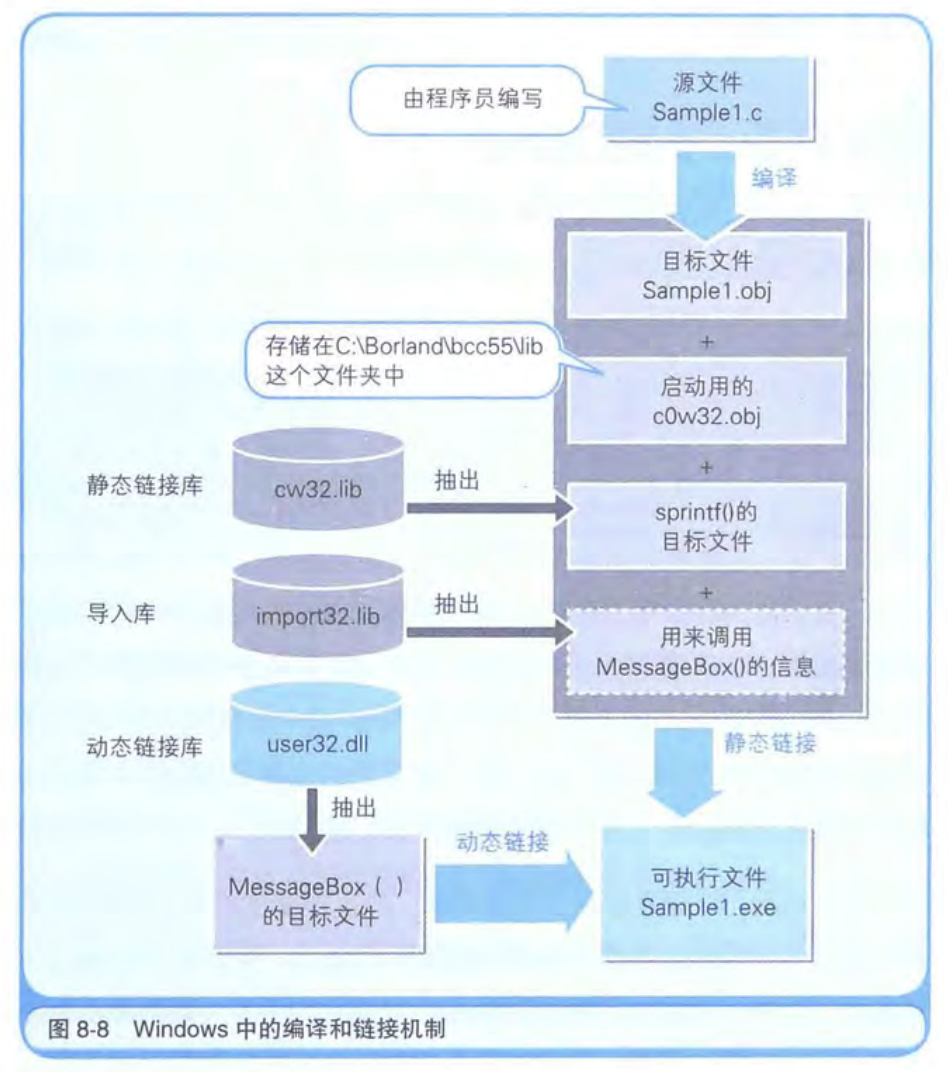 由程序员编写
源文件
Sample1.c
编译
目标文件
Sample1.obj
+
存储在C:\Borland\bcc55\lib
这个文件夹中
启动用的
c0w32.obj
+
静态链接库
cw32.lib
抽出
sprintf()的
目标文件
+
导入库
import32.lib
抽出
用来调用
MessageBox()的信息
动态链接库
user32.dll
静态链接
抽出
MessageBox ( )
的目标文件
动态链接
可执行文件
Sample1.exe
图 8-8 Windows 中的编译和链接机制